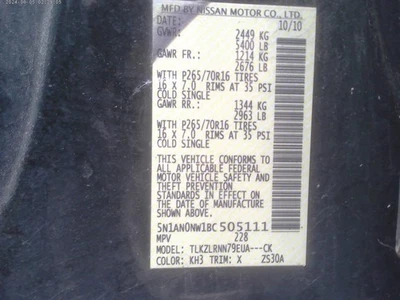 MFD BY NISSAN MOTOR CO., LTD.
DATE: 10/10
GVWR: 2449 KG
5400 LB
GAWR FR.: 1214 KG
2676 LB
WITH P265/70R16 TIRES
16 X 7.0 RIMS AT 35 PSI
COLD SINGLE
GAWR RR.: 1344 KG
2963 LB
WITH P265/70R16 TIRES
16 X 7.0 RIMS AT 35 PSI
COLD SINGLE
THIS VEHICLE CONFORMS TO
ALL APPLICABLE FEDERAL
MOTOR VEHICLE SAFETY AND
THEFT PREVENTION
STANDARDS IN EFFECT ON
THE DATE OF MANUFACTURE
SHOWN ABOVE.
5N1AN0NW1BC505111
MPV 228
MODEL: TLKZLRNN79EUA---CK
COLOR: KH3 TRIM: X ZS30A